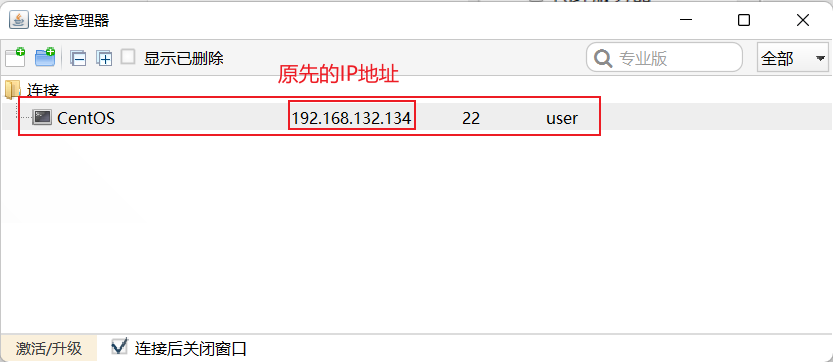 连接管理器
显示已删除
专业版
全部
原先的IP地址
连接
CentOS 192.168.132.134 22 user
激活/升级
连接后关闭窗口